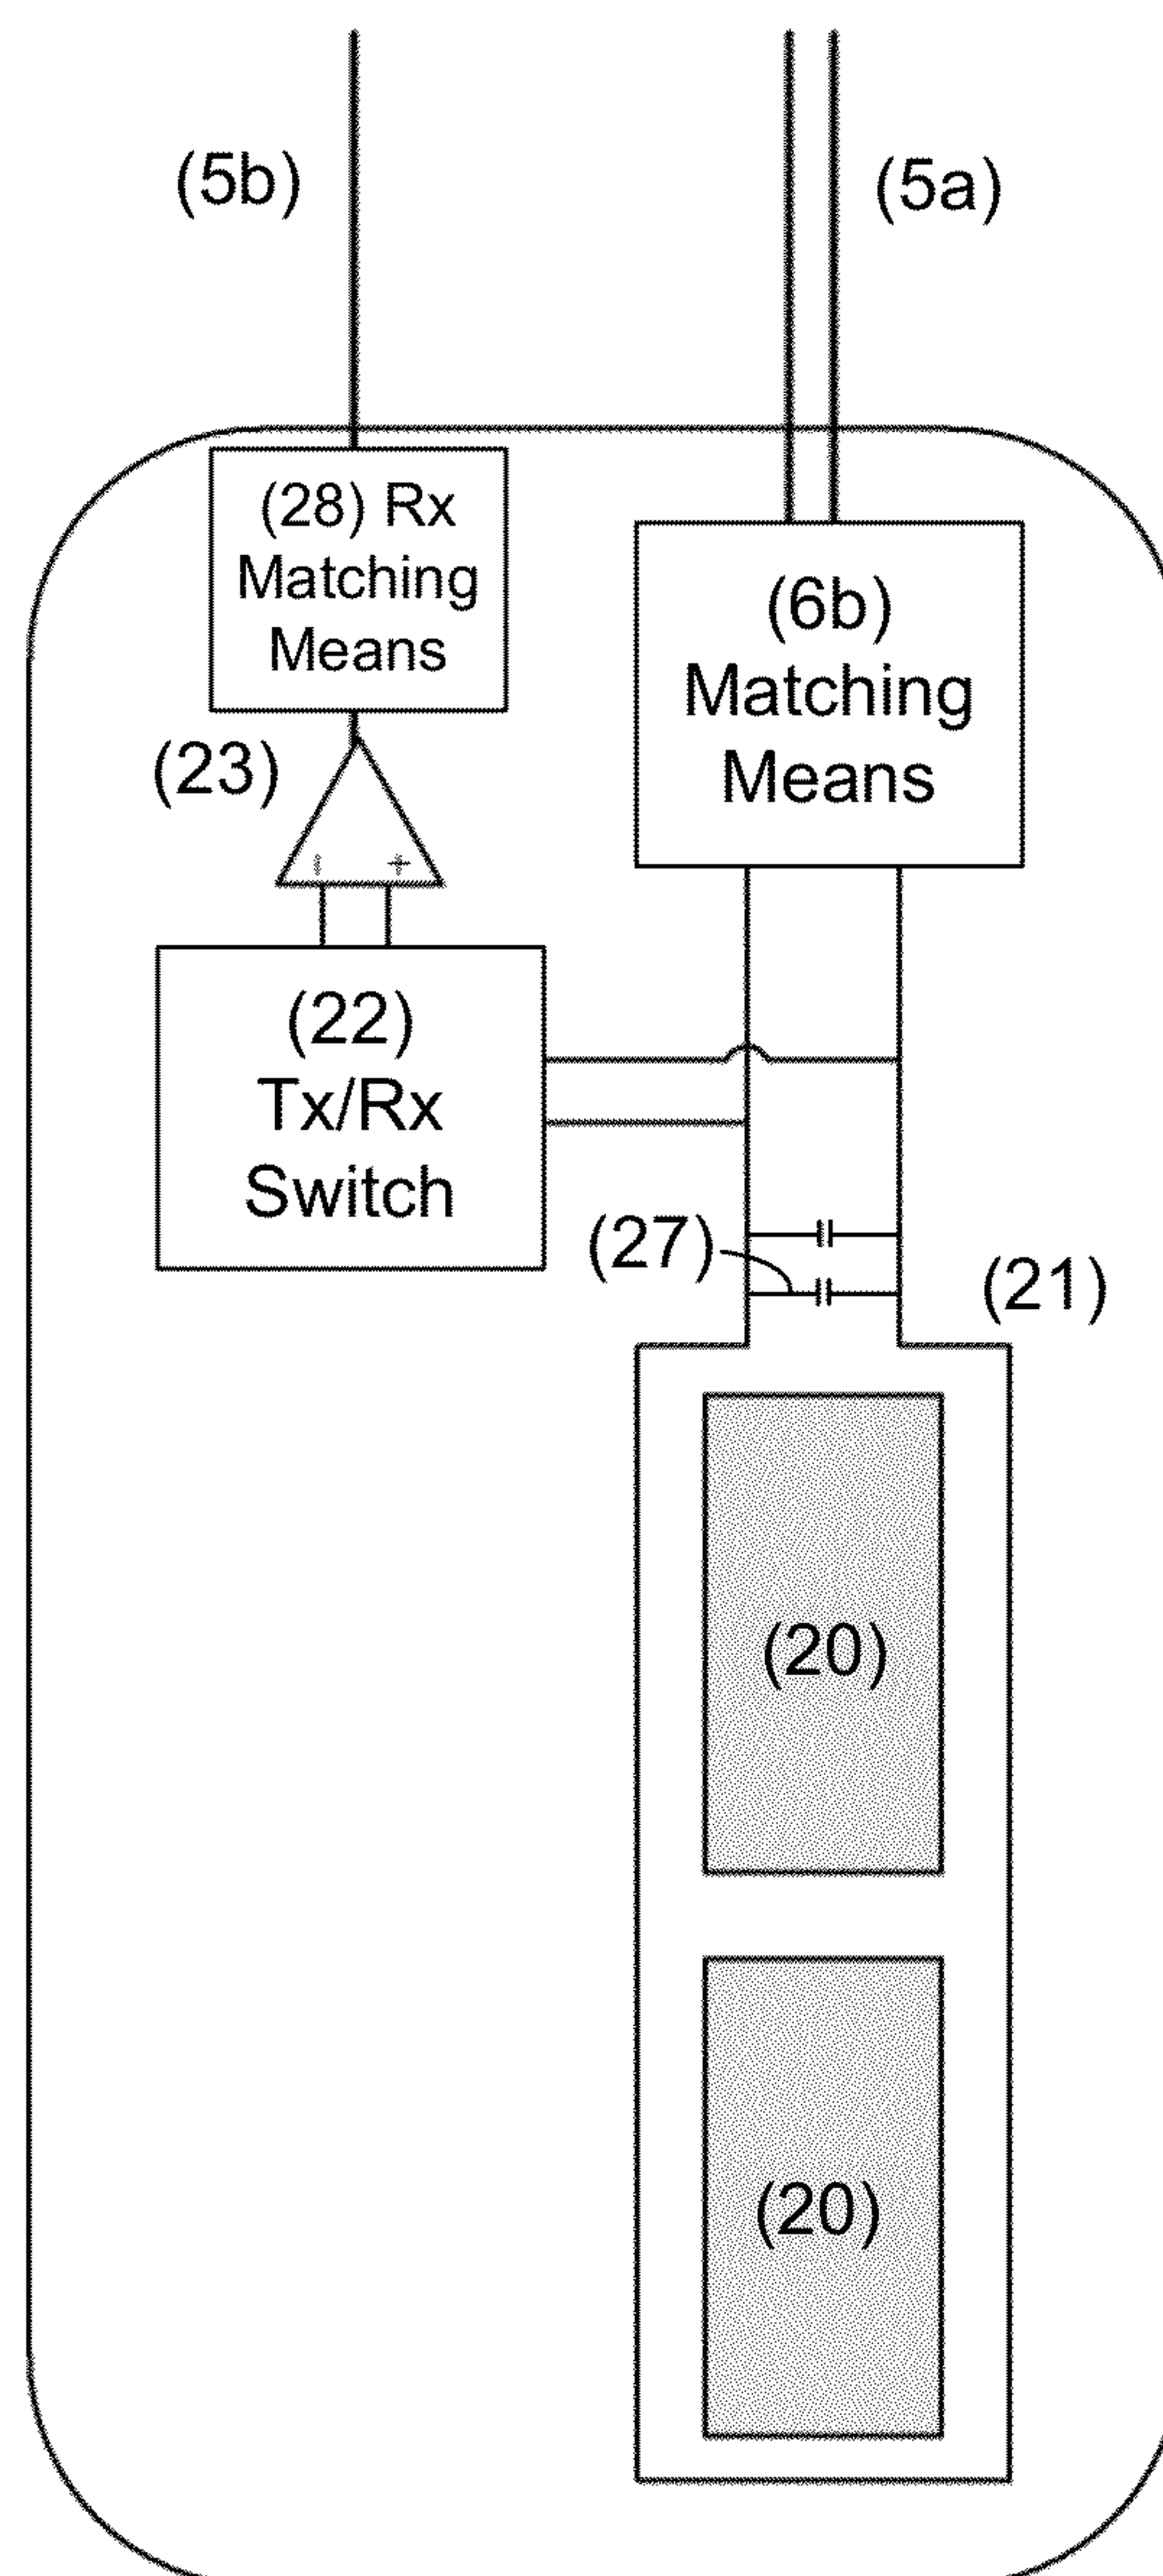 (5b)
(5a)
(28) Rx
Matching
Means
(6b)
Matching
Means
(23)
- +
(22)
Tx/Rx
Switch
(27)
(21)
(20)
(20)